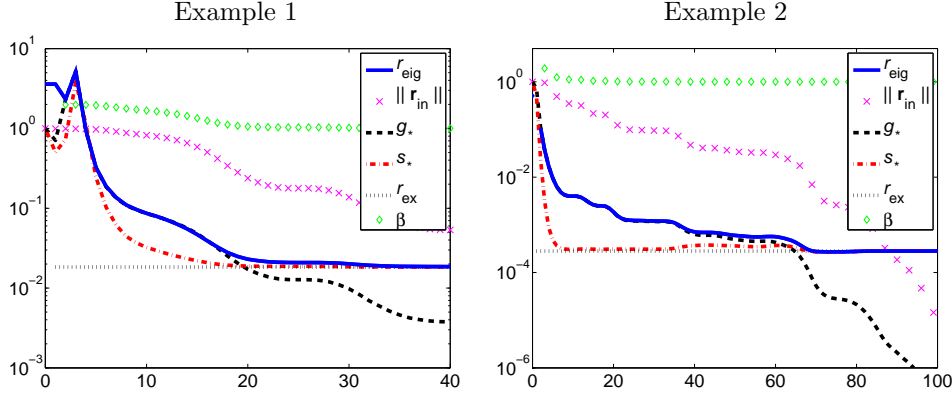 Example 1
10^1
10^0
10^-1
10^-2
10^-3
0
10
20
30
40
r_eig
|| r_in ||
g_*
s_*
r_ex
β
Example 2
10^0
10^-2
10^-4
10^-6
0
20
40
60
80
100
r_eig
|| r_in ||
g_*
s_*
r_ex
β